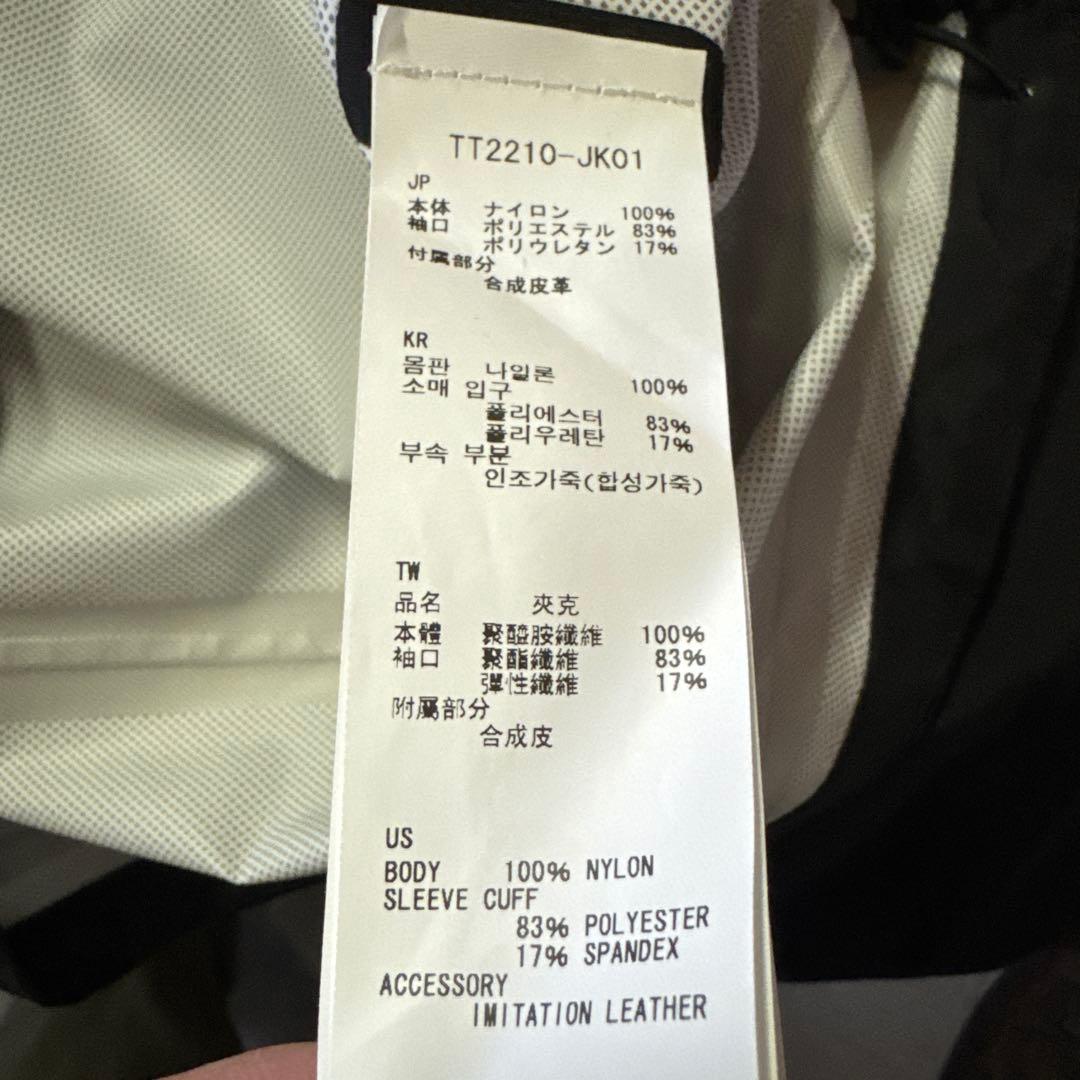 TT2210-JK01
JP
本体 ナイロン 100%
袖口 ポリエステル 83%
ポリウレタン 17%
付属部分
合成皮革
KR
몸판 나일론 100%
소매 입구
폴리에스터 83%
폴리우레탄 17%
부속 부분
인조가죽(합성가죽)
TW
品名 夾克
本體 聚醯胺纖維 100%
袖口 聚酯纖維 83%
彈性纖維 17%
附屬部分
合成皮
US
BODY 100% NYLON
SLEEVE CUFF
83% POLYESTER
17% SPANDEX
ACCESSORY
IMITATION LEATHER